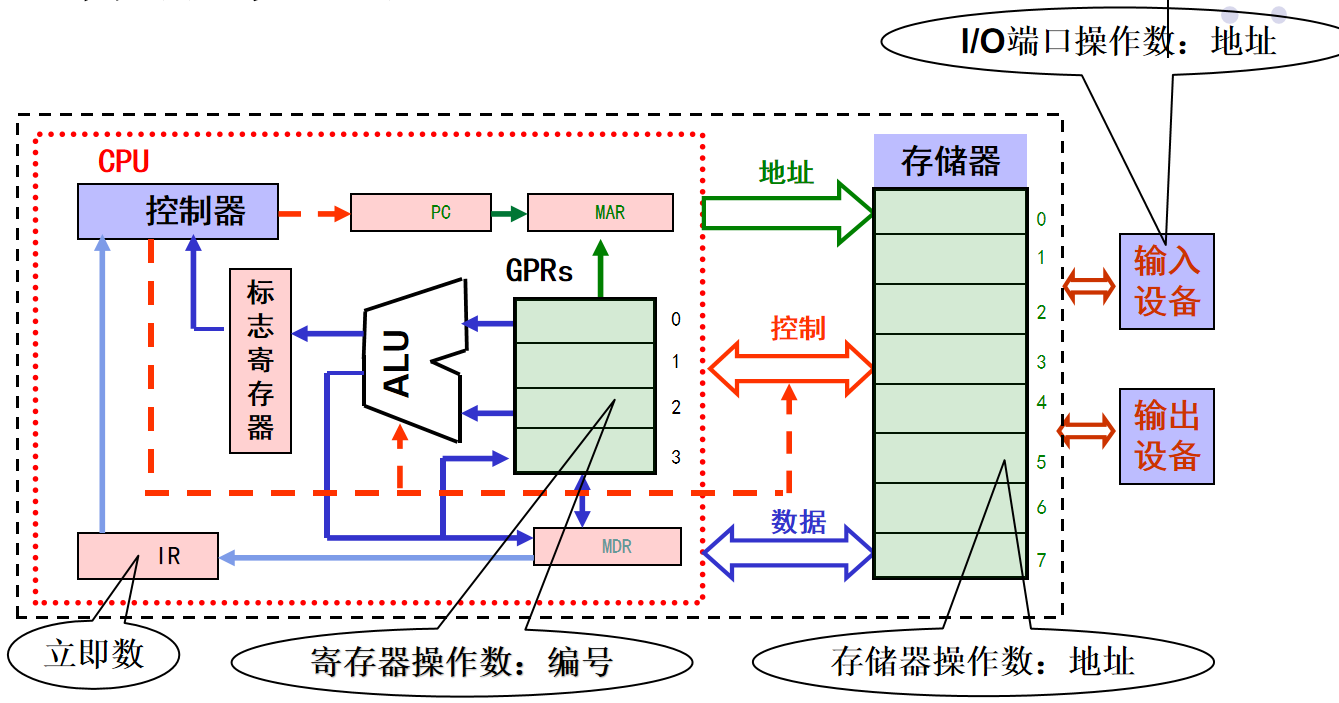 I/O端口操作数：地址
CPU
控制器
PC
MAR
地址
存储器
0
1
2
3
4
5
6
7
输入
设备
输出
设备
GPRs
0
1
2
3
标志寄存器
ALU
控制
数据
IR
MDR
立即数
寄存器操作数：编号
存储器操作数：地址